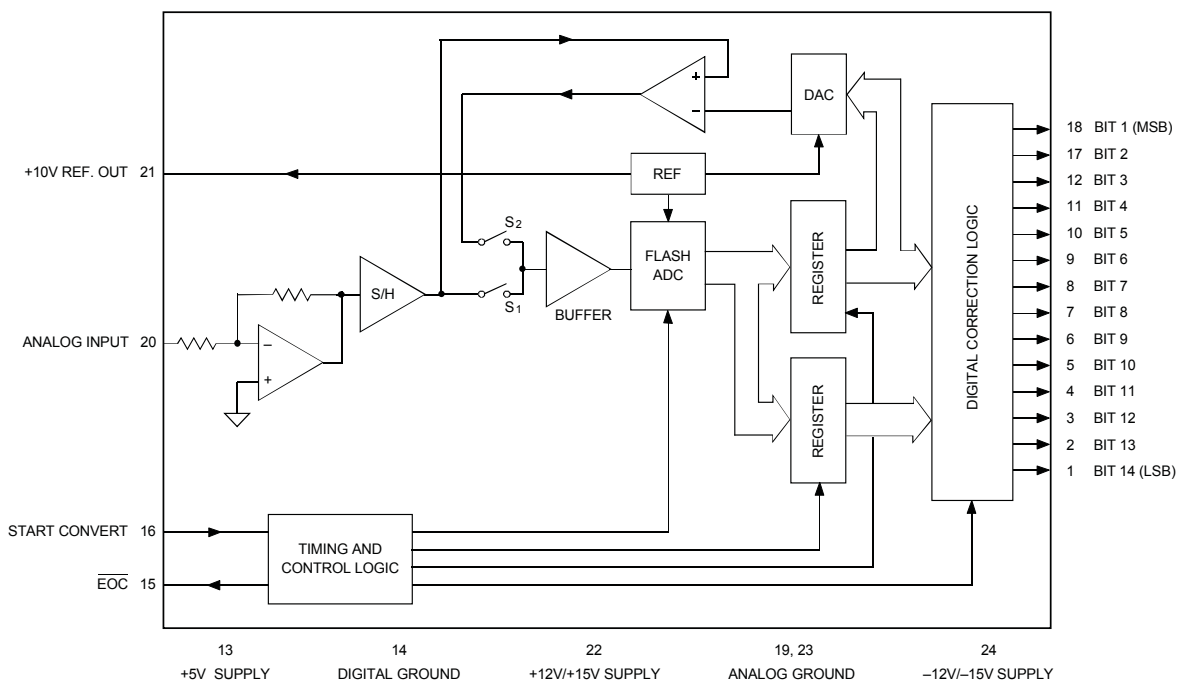 DAC
18 BIT 1 (MSB)
17 BIT 2
12 BIT 3
11 BIT 4
10 BIT 5
9 BIT 6
8 BIT 7
7 BIT 8
6 BIT 9
5 BIT 10
4 BIT 11
3 BIT 12
2 BIT 13
1 BIT 14 (LSB)
DIGITAL CORRECTION LOGIC
+
–
+10V REF. OUT 21
REF
S2
S1
FLASH
ADC
REGISTER
S/H
BUFFER
ANALOG INPUT 20
–
+
REGISTER
START CONVERT 16
TIMING AND
CONTROL LOGIC
EOC 15
13
+5V SUPPLY
14
DIGITAL GROUND
22
+12V/+15V SUPPLY
19, 23
ANALOG GROUND
24
–12V/–15V SUPPLY